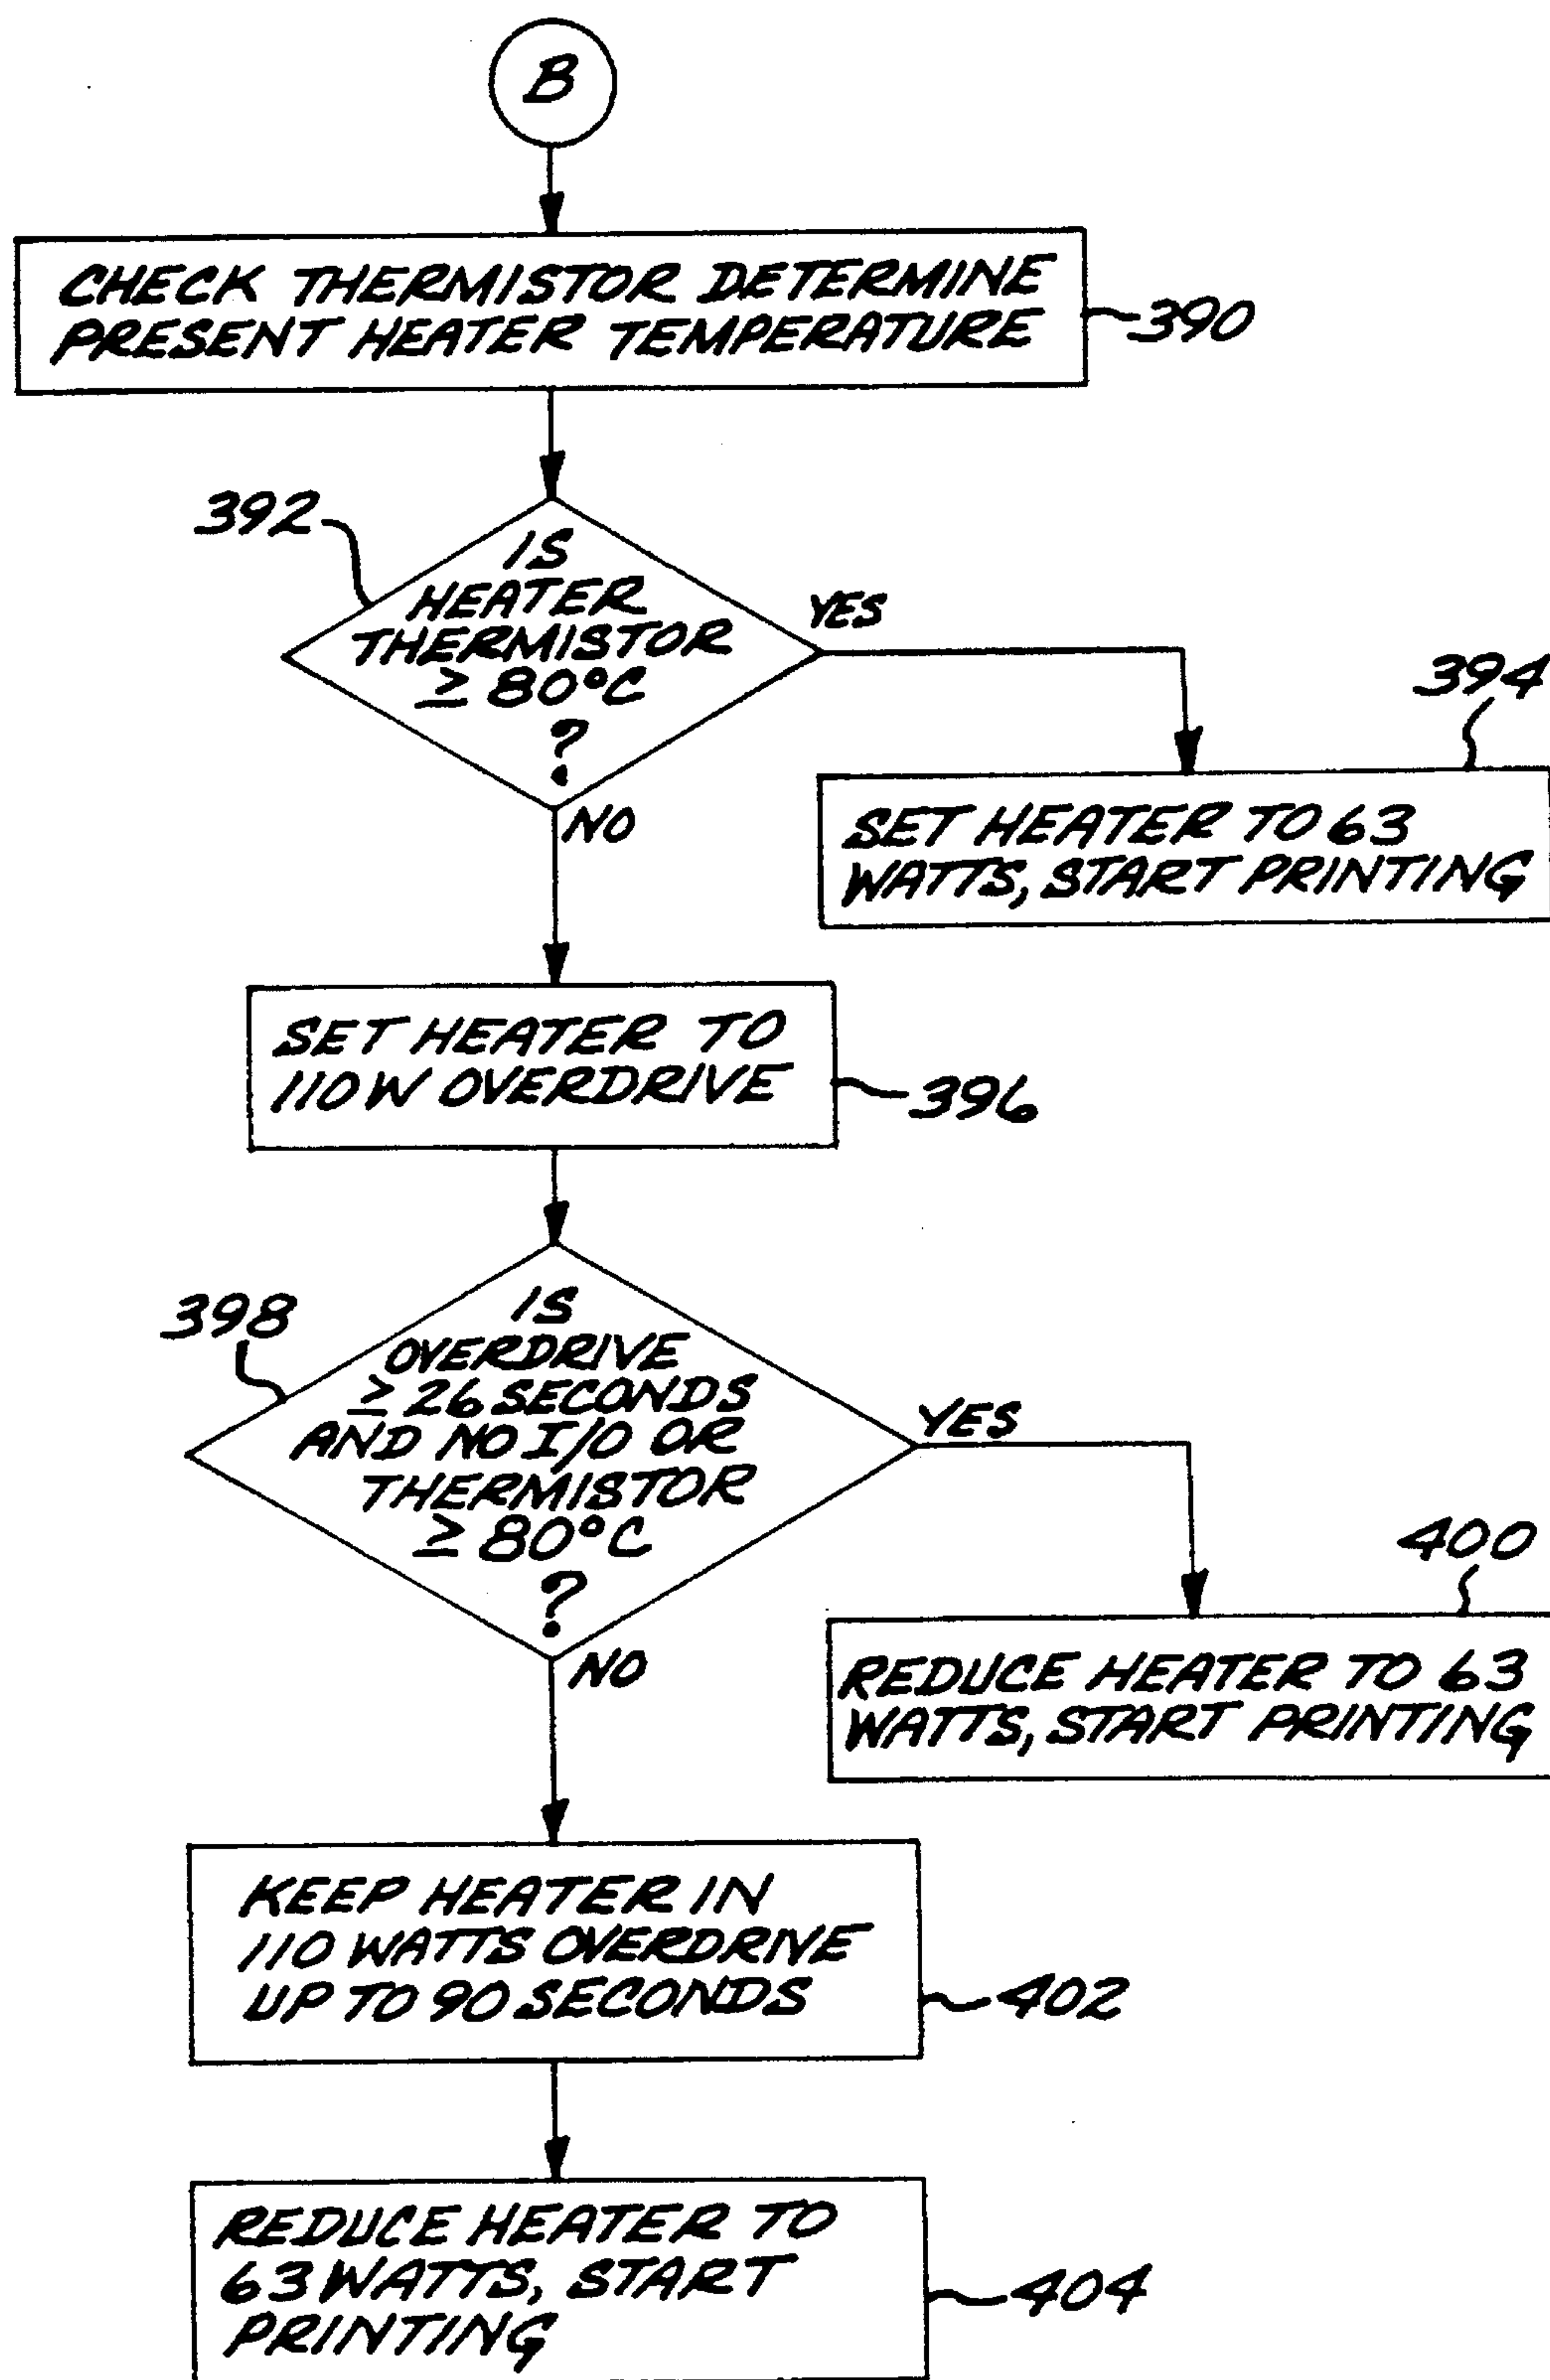 B
CHECK THERMISTOR DETERMINE
PRESENT HEATER TEMPERATURE
390
392
IS
HEATER
THERMISTOR
≥ 80°C
?
YES
NO
394
SET HEATER TO 63
WATTS, START PRINTING
SET HEATER TO
110W OVERDRIVE
396
398
IS
OVERDRIVE
≥ 26 SECONDS
AND NO I/O OR
THERMISTOR
≥ 80°C
?
YES
NO
400
REDUCE HEATER TO 63
WATTS, START PRINTING
KEEP HEATER IN
110 WATTS OVERDRIVE
UP TO 90 SECONDS
402
REDUCE HEATER TO
63 WATTS, START
PRINTING
404